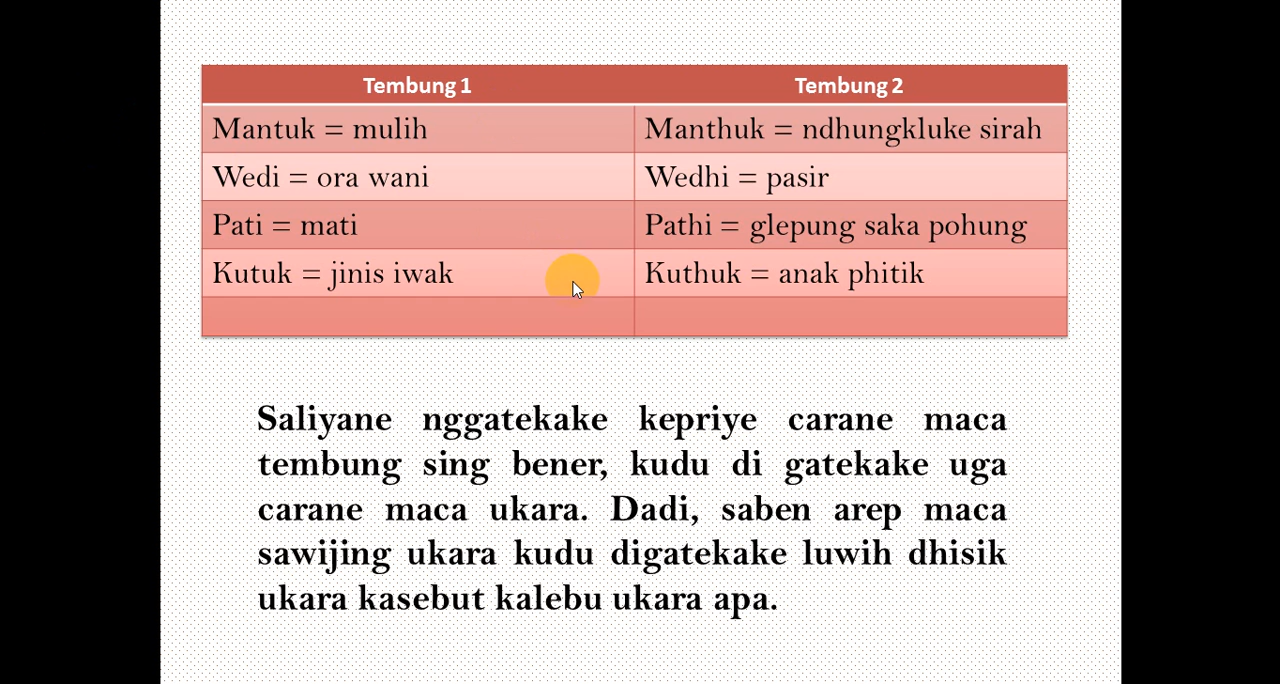 Tembung 1 Tembung 2
Mantuk = mulih Manthuk = ndhungkluke sirah
Wedi = ora wani Wedhi = pasir
Pati = mati Pathi = glepung saka pohung
Kutuk = jinis iwak Kuthuk = anak phitik
Saliyane nggatekake kepriye carane maca
tembung sing bener, kudu di gatekake uga
carane maca ukara. Dadi, saben arep maca
sawijing ukara kudu digatekake luwih dhisik
ukara kasebut kalebu ukara apa.